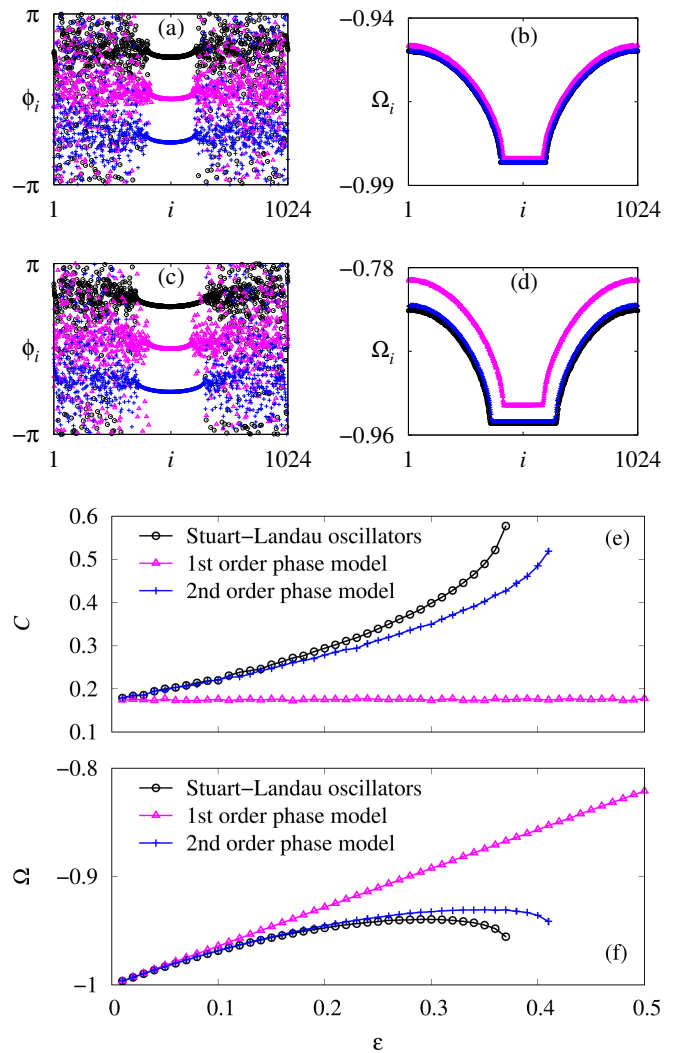 π (a)
ϕi
−π
1 i 1024
−0.94 (b)
Ωi
−0.99
1 i 1024
π (c)
ϕi
−π
1 i 1024
−0.78 (d)
Ωi
−0.96
1 i 1024
0.6
Stuart−Landau oscillators (e)
0.5
1st order phase model
2nd order phase model
0.4
C
0.3
0.2
0.1
−0.8
Stuart−Landau oscillators
1st order phase model
2nd order phase model
Ω −0.9
(f)
−1
0 0.1 0.2 0.3 0.4 0.5
ε